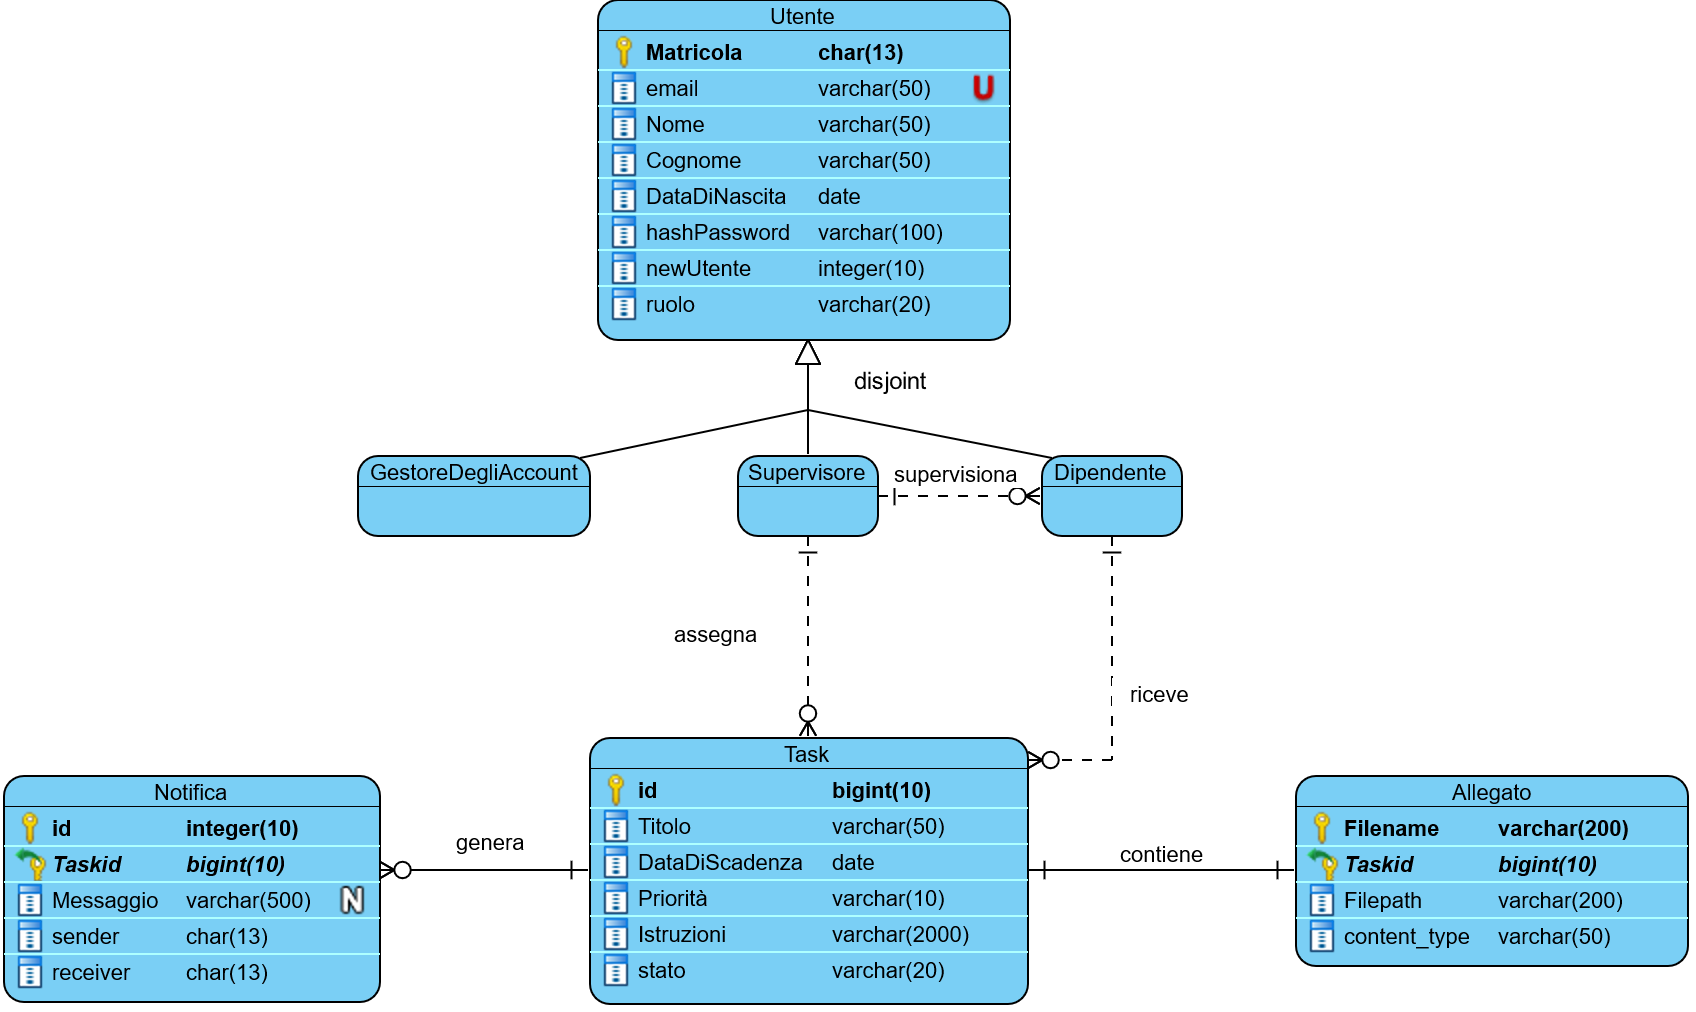 Utente
Matricola char(13)
email varchar(50) U
Nome varchar(50)
Cognome varchar(50)
DataDiNascita date
hashPassword varchar(100)
newUtente integer(10)
ruolo varchar(20)
disjoint
GestoreDegliAccount
Supervisore
supervisiona
Dipendente
assegna
riceve
Notifica
id integer(10)
Taskid bigint(10)
Messaggio varchar(500) N
sender char(13)
receiver char(13)
genera
Task
id bigint(10)
Titolo varchar(50)
DataDiScadenza date
Priorità varchar(10)
Istruzioni varchar(2000)
stato varchar(20)
contiene
Allegato
Filename varchar(200)
Taskid bigint(10)
Filepath varchar(200)
content_type varchar(50)